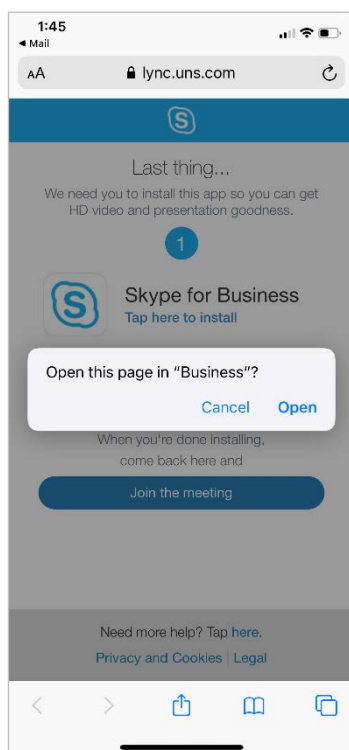 1:45
◀ Mail
AA lync.uns.com
S
Last thing...
We need you to install this app so you can get
HD video and presentation goodness.
1
S
Skype for Business
Tap here to install
Open this page in “Business”?
Cancel Open
When you're done installing,
come back here and
Join the meeting
Need more help? Tap here.
Privacy and Cookies | Legal